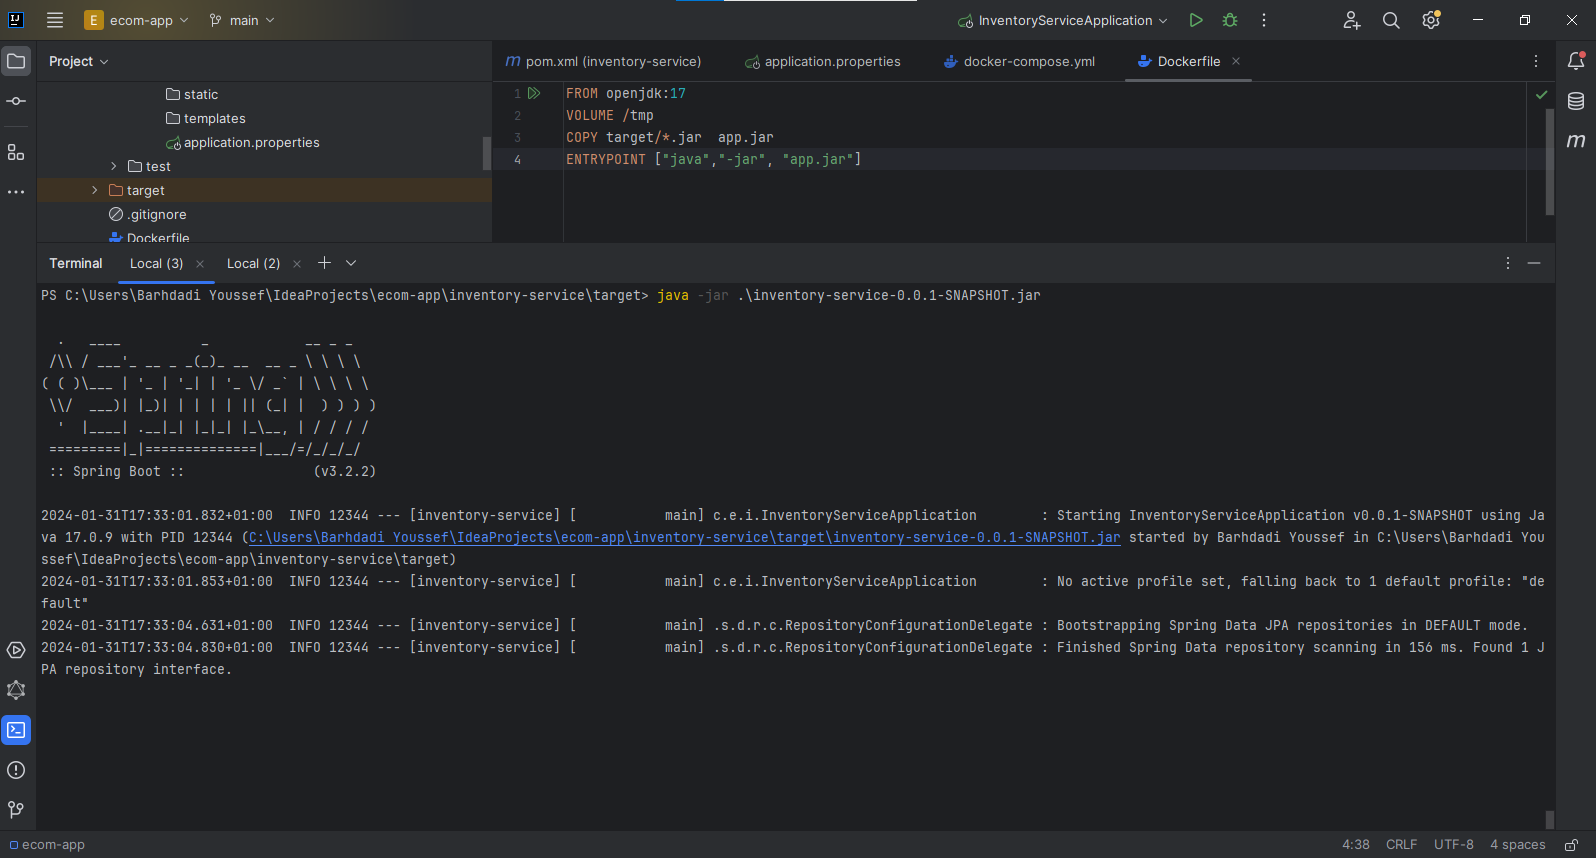 E ecom-app main InventoryServiceApplication
Project
pom.xml (inventory-service) application.properties docker-compose.yml Dockerfile
static
templates
application.properties
test
target
.gitignore
Dockerfile
1 FROM openjdk:17
2 VOLUME /tmp
3 COPY target/*.jar  app.jar
4 ENTRYPOINT ["java","-jar", "app.jar"]
Terminal Local (3) Local (2)
PS C:\Users\Barhdadi Youssef\IdeaProjects\ecom-app\inventory-service\target> java -jar .\inventory-service-0.0.1-SNAPSHOT.jar
  .   ____          _            __ _ _
 /\\ / ___'_ __ _ _(_)_ __  __ _ \ \ \ \
( ( )\___ | '_ | '_| | '_ \/ _` | \ \ \ \
 \\/  ___)| |_)| | | | | || (_| |  ) ) ) )
  '  |____| .__|_| |_|_| |_\__, | / / / /
 =========|_|==============|___/=/_/_/_/
 :: Spring Boot ::                (v3.2.2)
2024-01-31T17:33:01.832+01:00  INFO 12344 --- [inventory-service] [           main] c.e.i.InventoryServiceApplication        : Starting InventoryServiceApplication v0.0.1-SNAPSHOT using Ja
va 17.0.9 with PID 12344 (C:\Users\Barhdadi Youssef\IdeaProjects\ecom-app\inventory-service\target\inventory-service-0.0.1-SNAPSHOT.jar started by Barhdadi Youssef in C:\Users\Barhdadi You
ssef\IdeaProjects\ecom-app\inventory-service\target)
2024-01-31T17:33:01.853+01:00  INFO 12344 --- [inventory-service] [           main] c.e.i.InventoryServiceApplication        : No active profile set, falling back to 1 default profile: "de
fault"
2024-01-31T17:33:04.631+01:00  INFO 12344 --- [inventory-service] [           main] .s.d.r.c.RepositoryConfigurationDelegate : Bootstrapping Spring Data JPA repositories in DEFAULT mode.
2024-01-31T17:33:04.830+01:00  INFO 12344 --- [inventory-service] [           main] .s.d.r.c.RepositoryConfigurationDelegate : Finished Spring Data repository scanning in 156 ms. Found 1 J
PA repository interface.
ecom-app 4:38 CRLF UTF-8 4 spaces